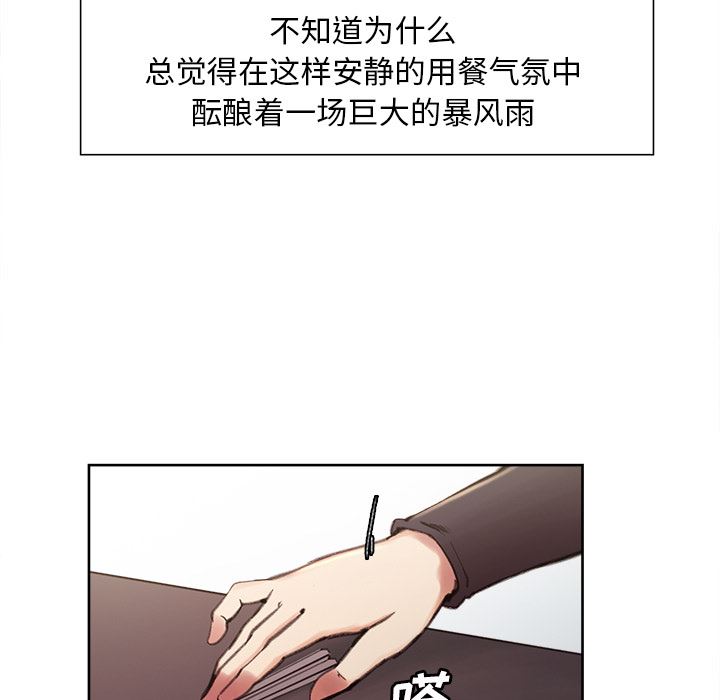 不知道为什么
总觉得在这样安静的用餐气氛中
酝酿着一场巨大的暴风雨
嗒